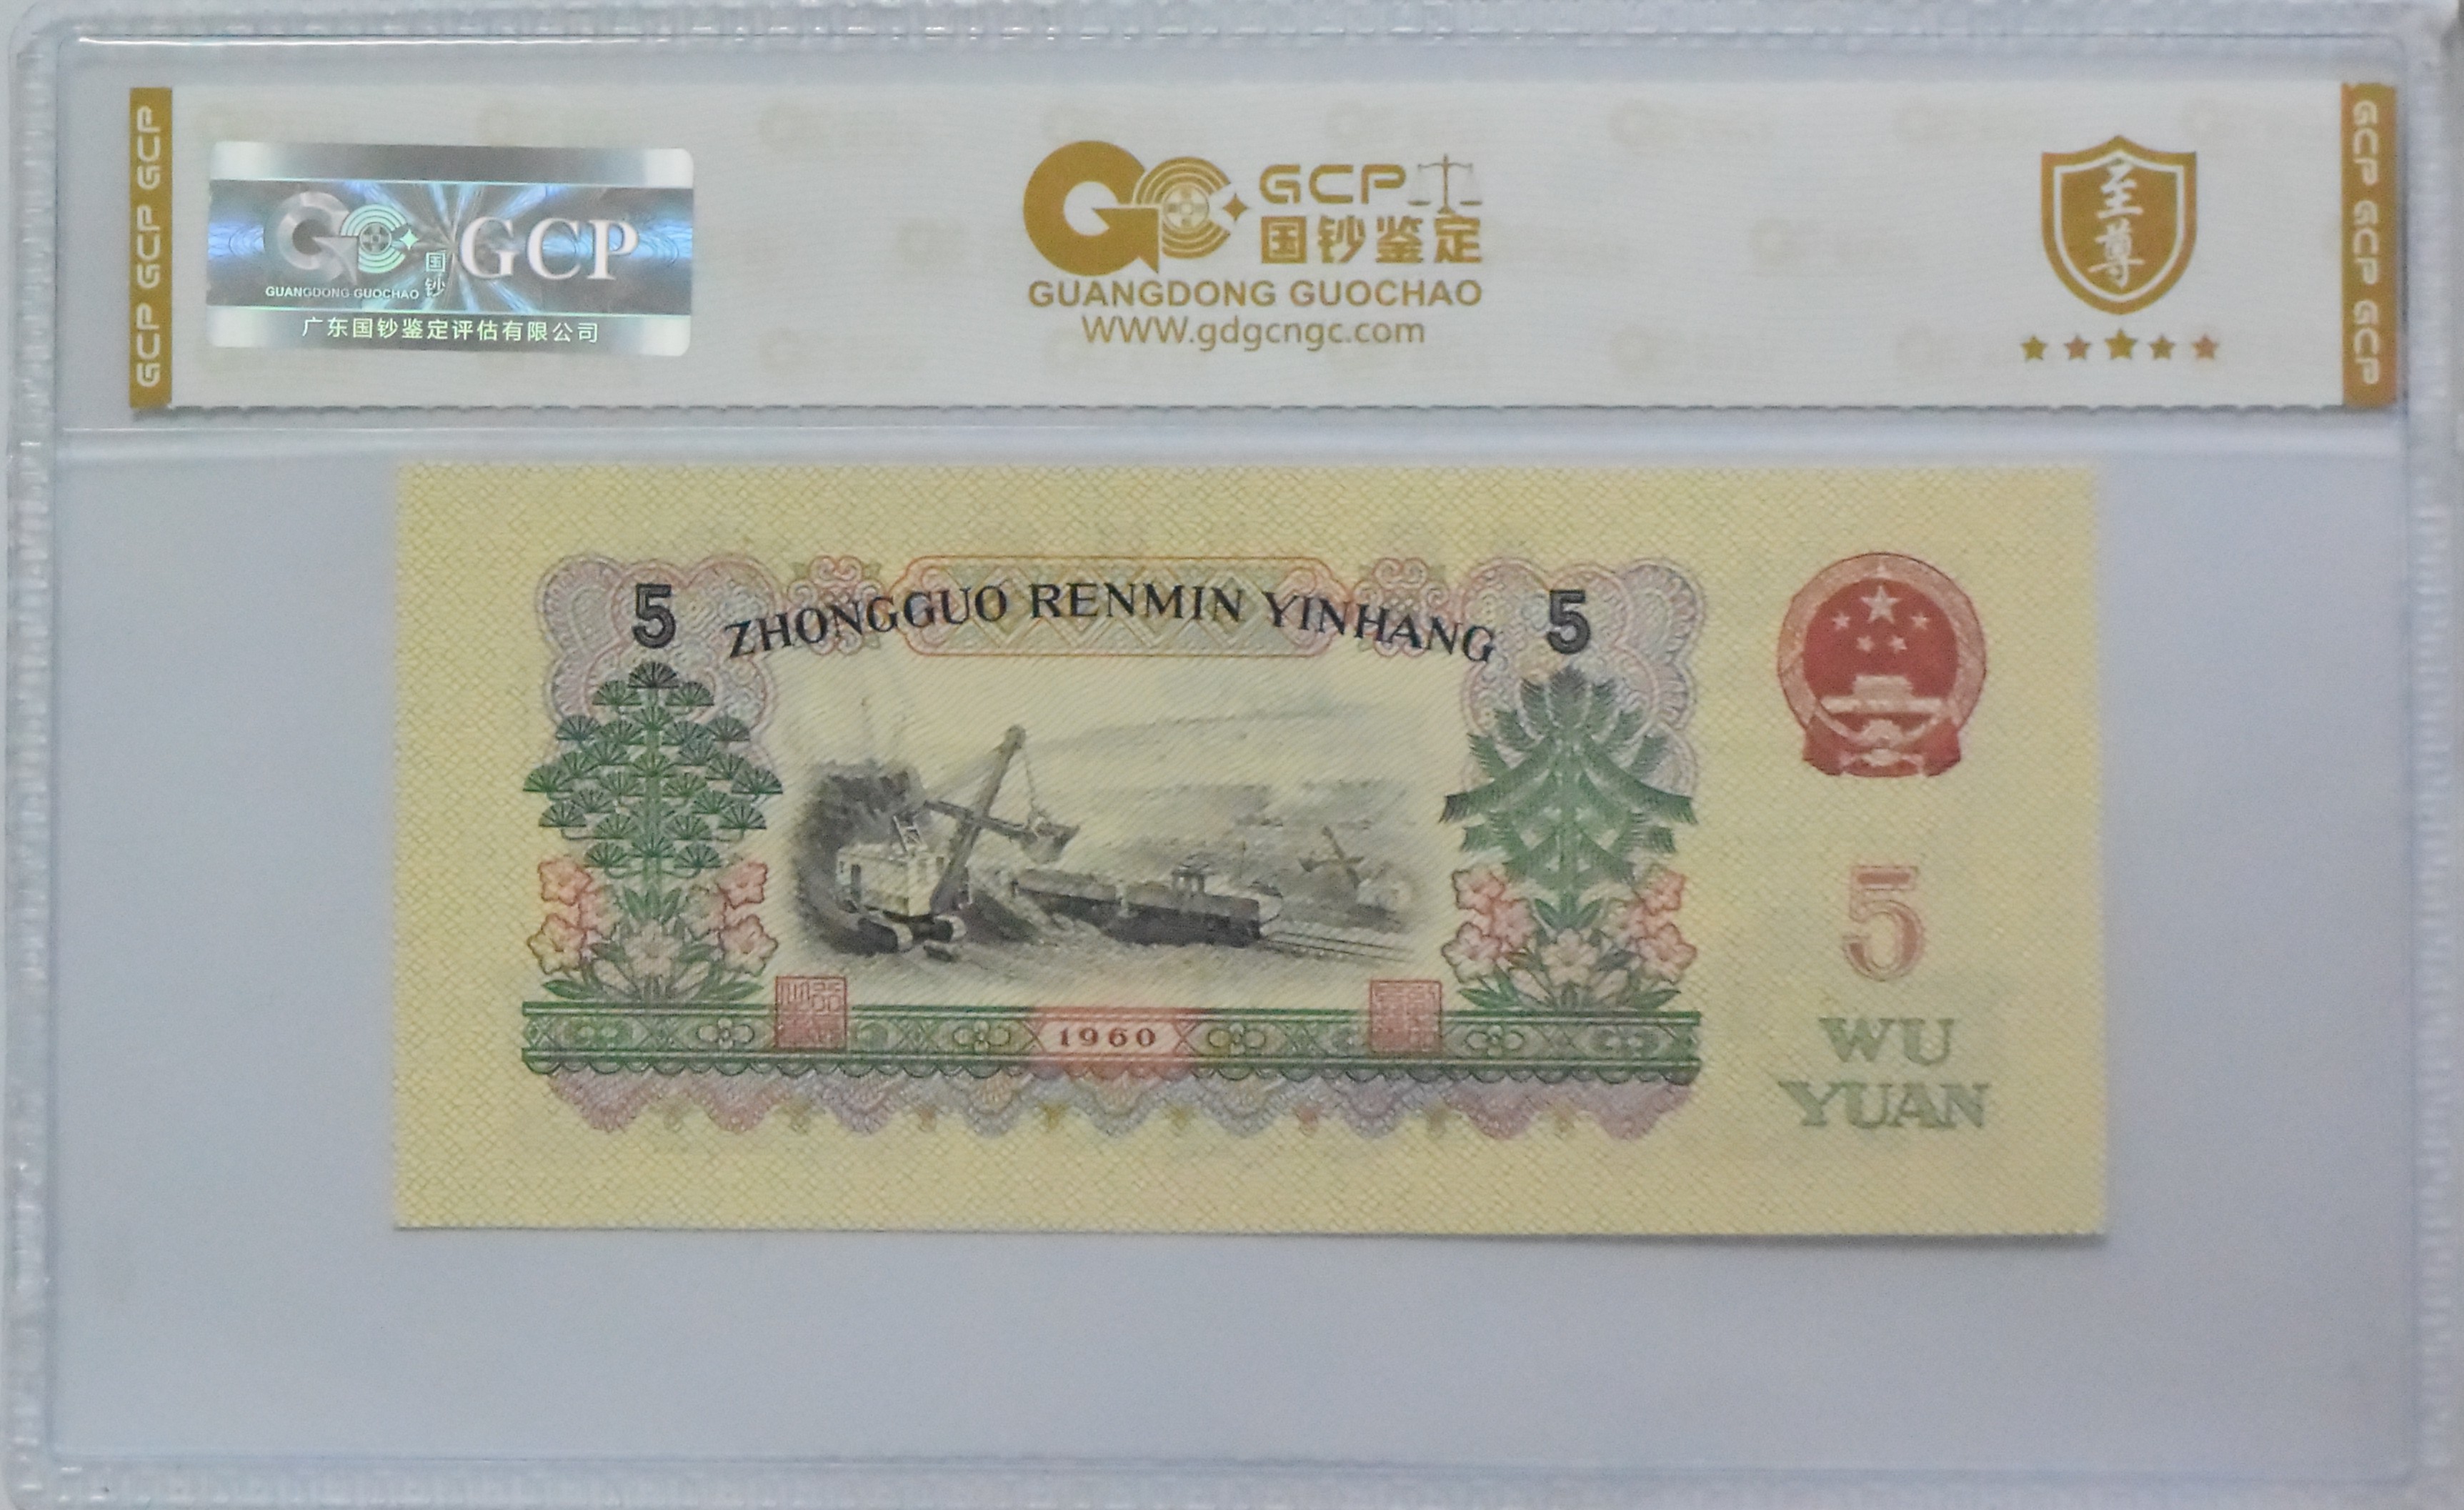 GCP GCP GCP
国钞
GCP
GUANGDONG GUOCHAO
广东国钞鉴定评估有限公司
GCP
国钞鉴定
GUANGDONG GUOCHAO
WWW.gdgcngc.com
至尊
GCP GCP GCP
5 ZHONGGUO RENMIN YINHANG 5
1960
5
WU
YUAN